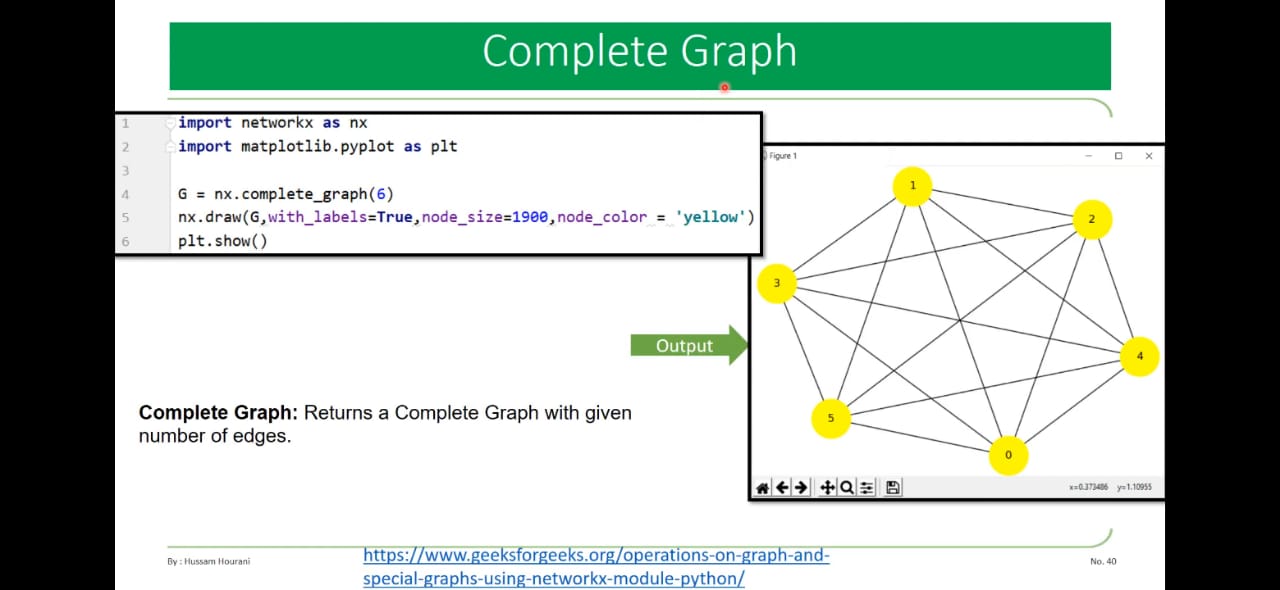 Complete Graph
1 import networkx as nx
2 import matplotlib.pyplot as plt
3
4 G = nx.complete_graph(6)
5 nx.draw(G,with_labels=True,node_size=1900,node_color = 'yellow')
6 plt.show()
Figure 1
1
2
3
4
5
0
Output
Complete Graph: Returns a Complete Graph with given
number of edges.
x=0.373486 y=1.10955
By : Hussam Hourani
https://www.geeksforgeeks.org/operations-on-graph-and-
special-graphs-using-networkx-module-python/
No. 40